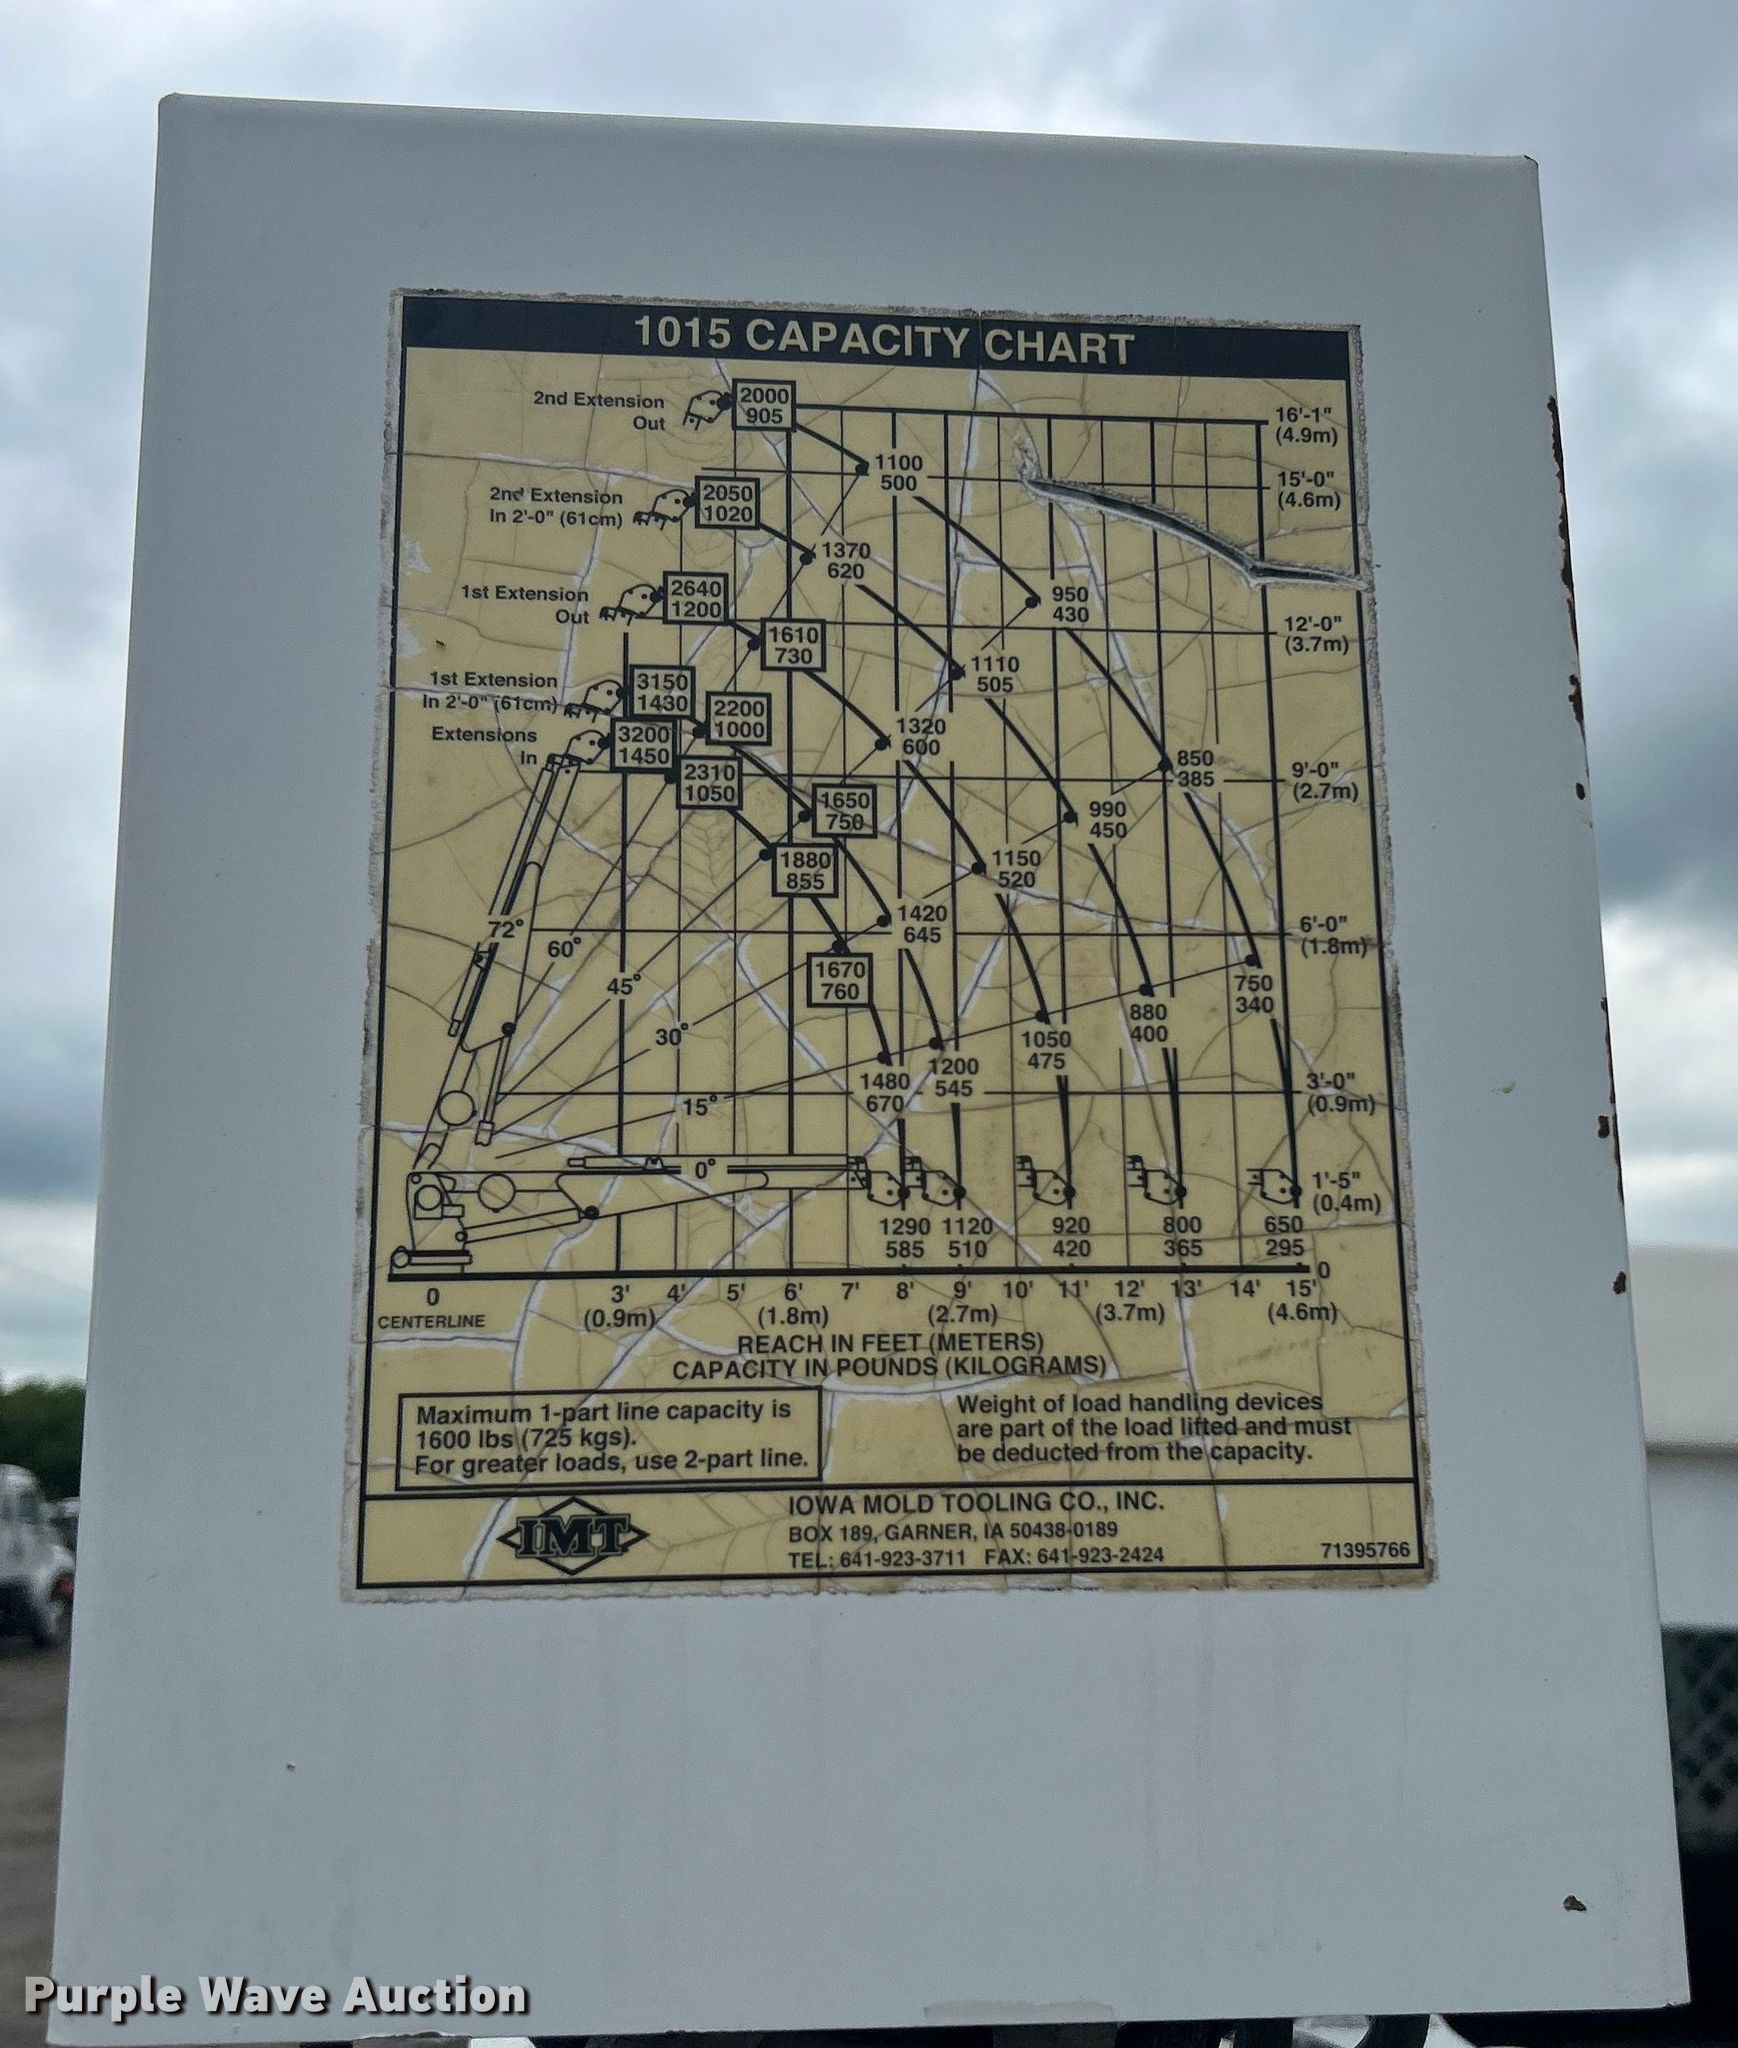 1015 CAPACITY CHART
2nd Extension
Out
2000
905
16'-1"
(4.9m)
1100
500
15'-0"
(4.6m)
2nd Extension
In 2'-0" (61cm)
2050
1020
1370
620
1st Extension
Out
2640
1200
950
430
12'-0"
(3.7m)
1610
730
1110
505
1st Extension
In 2'-0" (61cm)
3150
1430
2200
1000
1320
600
Extensions
In
3200
1450
2310
1050
850
385
9'-0"
(2.7m)
1650
750
990
450
1880
855
1150
520
1420
645
6'-0"
(1.8m)
72°
60°
45°
30°
15°
0°
1670
760
750
340
880
400
1050
475
1200
545
1480
670
3'-0"
(0.9m)
1'-5"
(0.4m)
1290
585
1120
510
920
420
800
365
650
295
0
0 3' 4' 5' 6' 7' 8' 9' 10' 11' 12' 13' 14' 15'
CENTERLINE (0.9m) (1.8m) (2.7m) (3.7m) (4.6m)
REACH IN FEET (METERS)
CAPACITY IN POUNDS (KILOGRAMS)
Maximum 1-part line capacity is
1600 lbs (725 kgs).
For greater loads, use 2-part line.
Weight of load handling devices
are part of the load lifted and must
be deducted from the capacity.
IMT
IOWA MOLD TOOLING CO., INC.
BOX 189, GARNER, IA 50438-0189
TEL: 641-923-3711 FAX: 641-923-2424
71395766
Purple Wave Auction